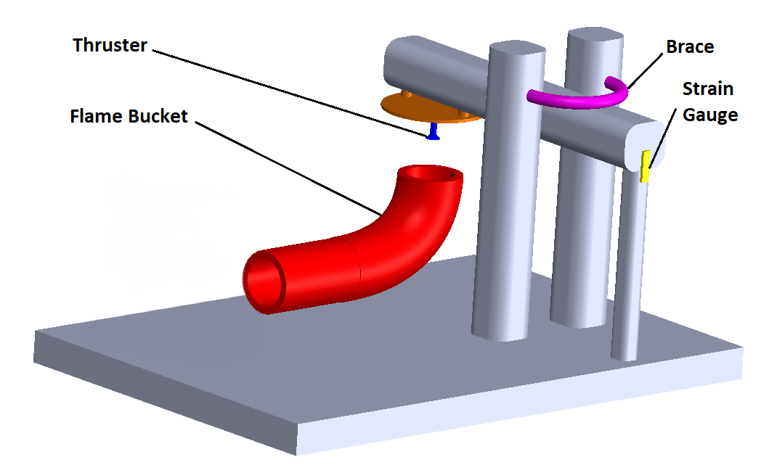 Thruster
Brace
Strain
Gauge
Flame Bucket